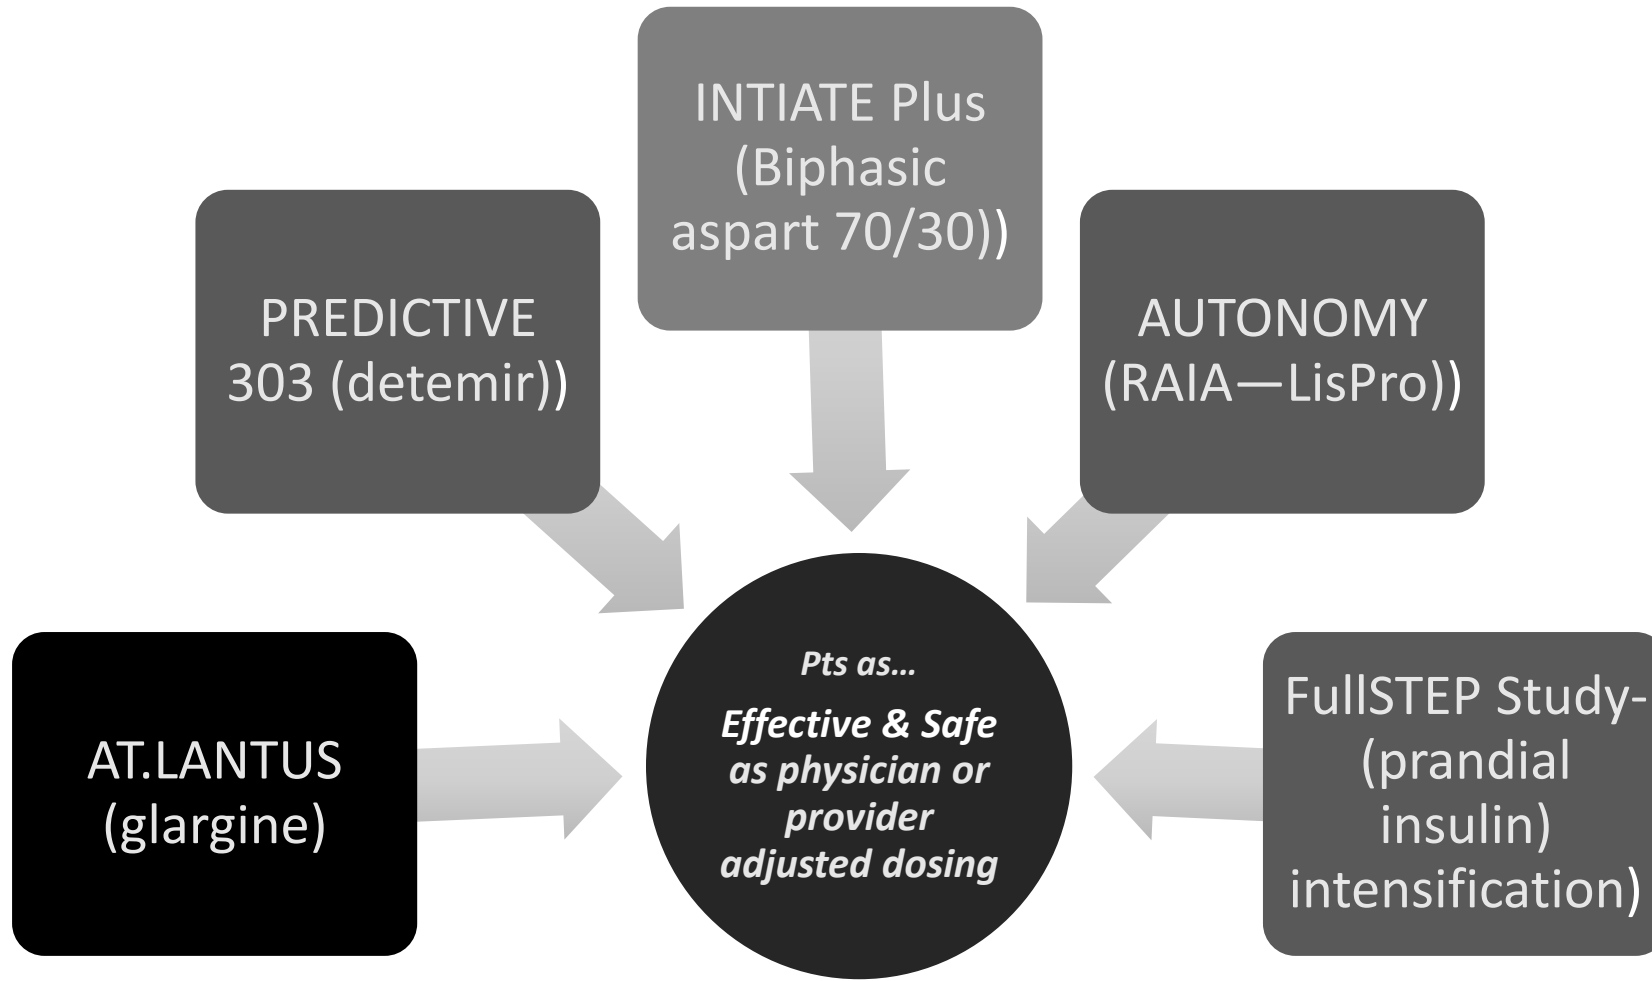 INTIATE Plus
(Biphasic
aspart 70/30))
PREDICTIVE
303 (detemir))
AUTONOMY
(RAIA—LisPro))
AT.LANTUS
(glargine)
Pts as...
Effective & Safe
as physician or
provider
adjusted dosing
FullSTEP Study-
(prandial
insulin)
intensification)